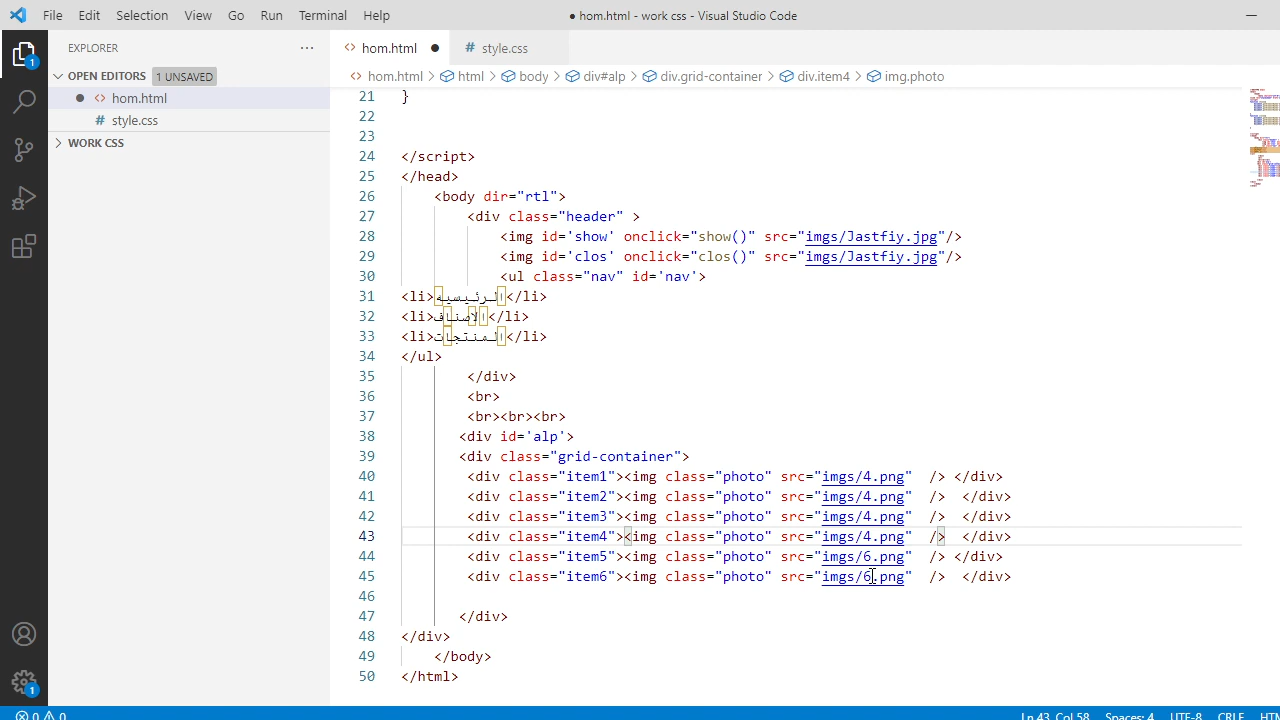 File Edit Selection View Go Run Terminal Help ● hom.html - work css - Visual Studio Code
EXPLORER ...
hom.html ●
# style.css
OPEN EDITORS 1 UNSAVED
● <> hom.html
# style.css
WORK CSS
<> hom.html > html > body > div#alp > div.grid-container > div.item4 > img.photo
21 }
22
23
24 </script>
25 </head>
26 <body dir="rtl">
27 <div class="header" >
28 <img id='show' onclick="show()" src="imgs/Jastfiy.jpg"/>
29 <img id='clos' onclick="clos()" src="imgs/Jastfiy.jpg"/>
30 <ul class="nav" id='nav'>
31 <li>الرئيسيه</li>
32 <li>الاصناف</li>
33 <li>المنتجات</li>
34 </ul>
35 </div>
36 <br>
37 <br><br><br>
38 <div id='alp'>
39 <div class="grid-container">
40 <div class="item1"><img class="photo" src="imgs/4.png"  /> </div>
41 <div class="item2"><img class="photo" src="imgs/4.png"  />  </div>
42 <div class="item3"><img class="photo" src="imgs/4.png"  />  </div>
43 <div class="item4"><img class="photo" src="imgs/4.png"  />  </div>
44 <div class="item5"><img class="photo" src="imgs/6.png"  /> </div>
45 <div class="item6"><img class="photo" src="imgs/6.png"  />  </div>
46
47 </div>
48 </div>
49 </body>
50 </html>
1
1
0 0 Ln 43, Col 58 Spaces: 4 UTF-8 CRLF